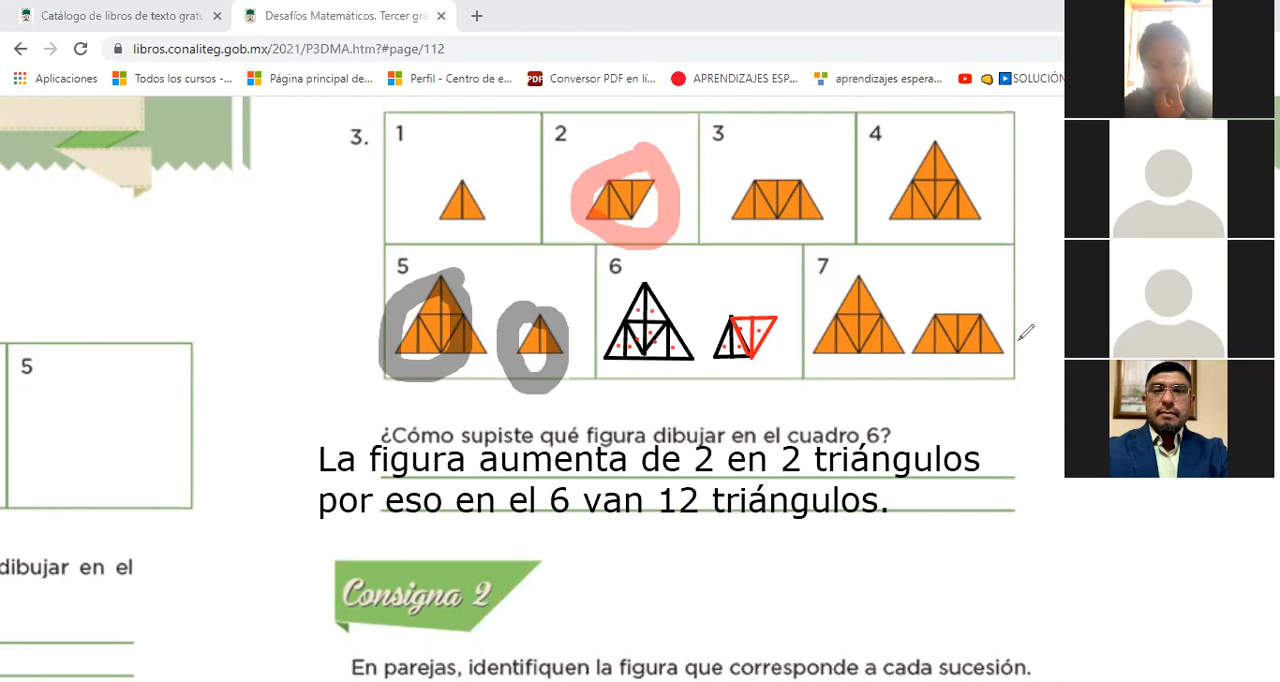 Catálogo de libros de texto gratu
Desafíos Matemáticos. Tercer gra
libros.conaliteg.gob.mx/2021/P3DMA.htm?#page/112
Aplicaciones
Todos los cursos -...
Página principal de...
Perfil - Centro de e...
PDF
Conversor PDF en lí...
APRENDIZAJES ESP...
aprendizajes espera...
SOLUCIÓN
3.
1
2
3
4
5
6
7
5
¿Cómo supiste qué figura dibujar en el cuadro 6?
La figura aumenta de 2 en 2 triángulos
por eso en el 6 van 12 triángulos.
dibujar en el
Consigna 2
En parejas, identifiquen la figura que corresponde a cada sucesión.